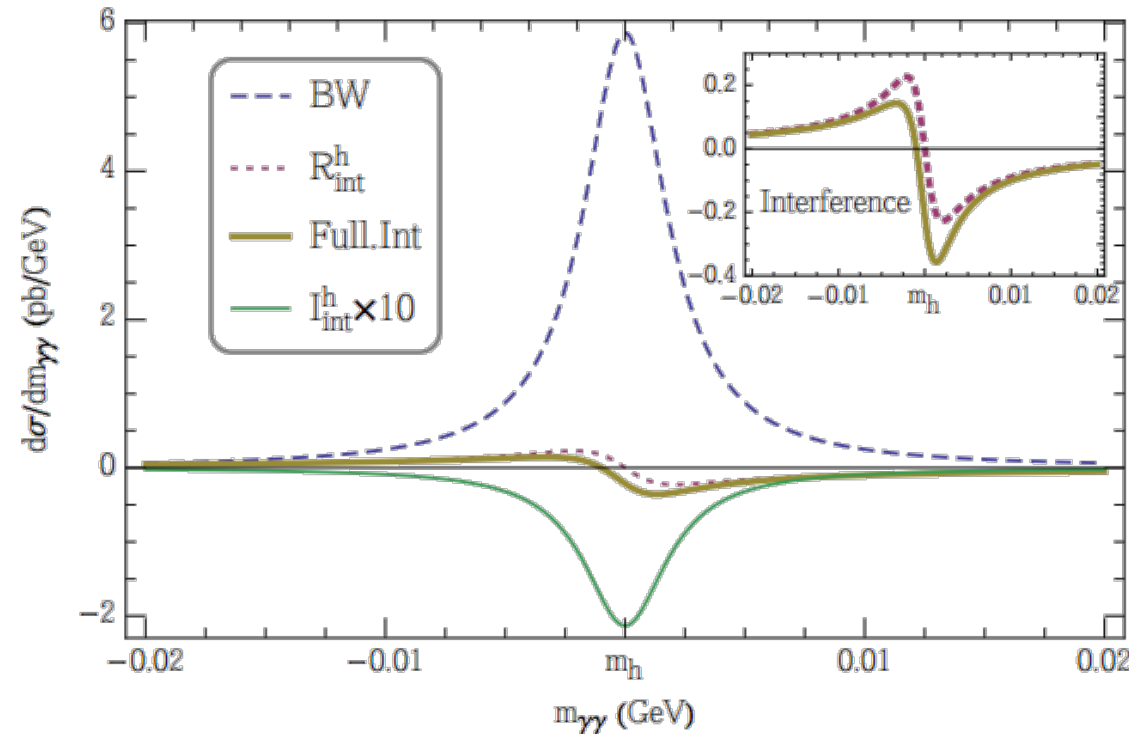 6
4
2
0
−2
dσ/dmγγ (pb/GeV)
BW
R^h_int
Full.Int
I^h_int×10
0.2
0.0
−0.2
−0.4
Interference
−0.02 −0.01 m_h 0.01 0.02
−0.02 −0.01 m_h 0.01 0.02
mγγ (GeV)